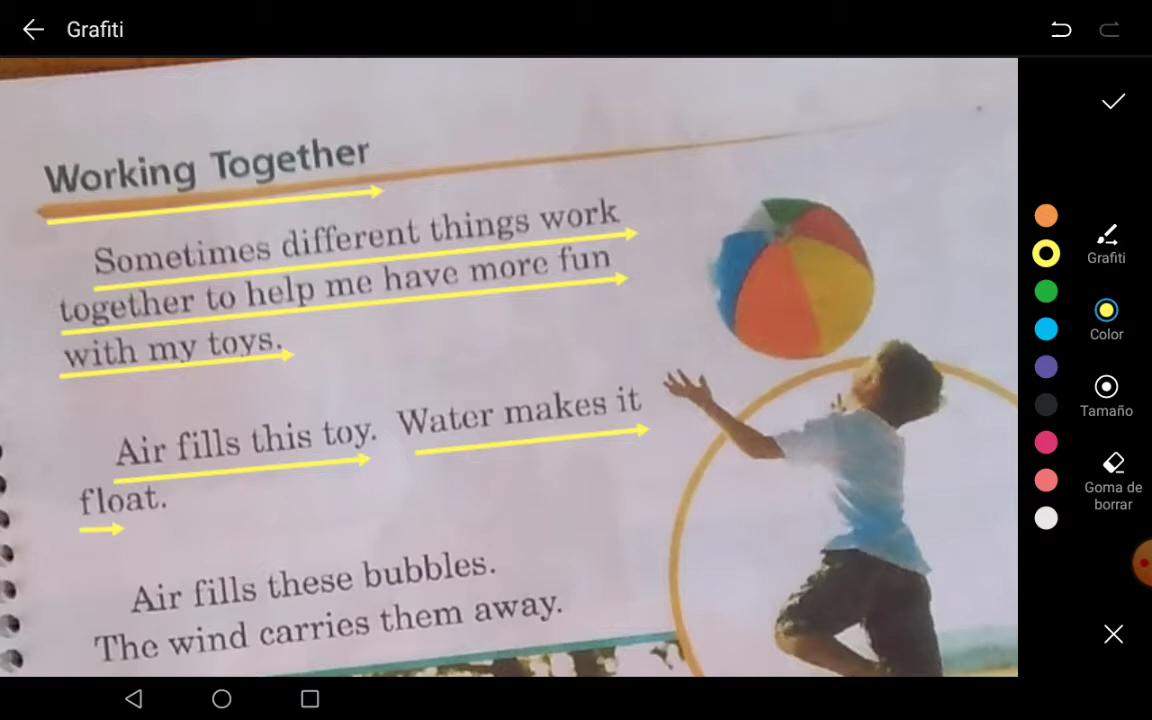 Grafiti
Working Together
Sometimes different things work
together to help me have more fun
with my toys.
Air fills this toy. Water makes it
float.
Air fills these bubbles.
The wind carries them away.
Grafiti
Color
Tamaño
Goma de
borrar